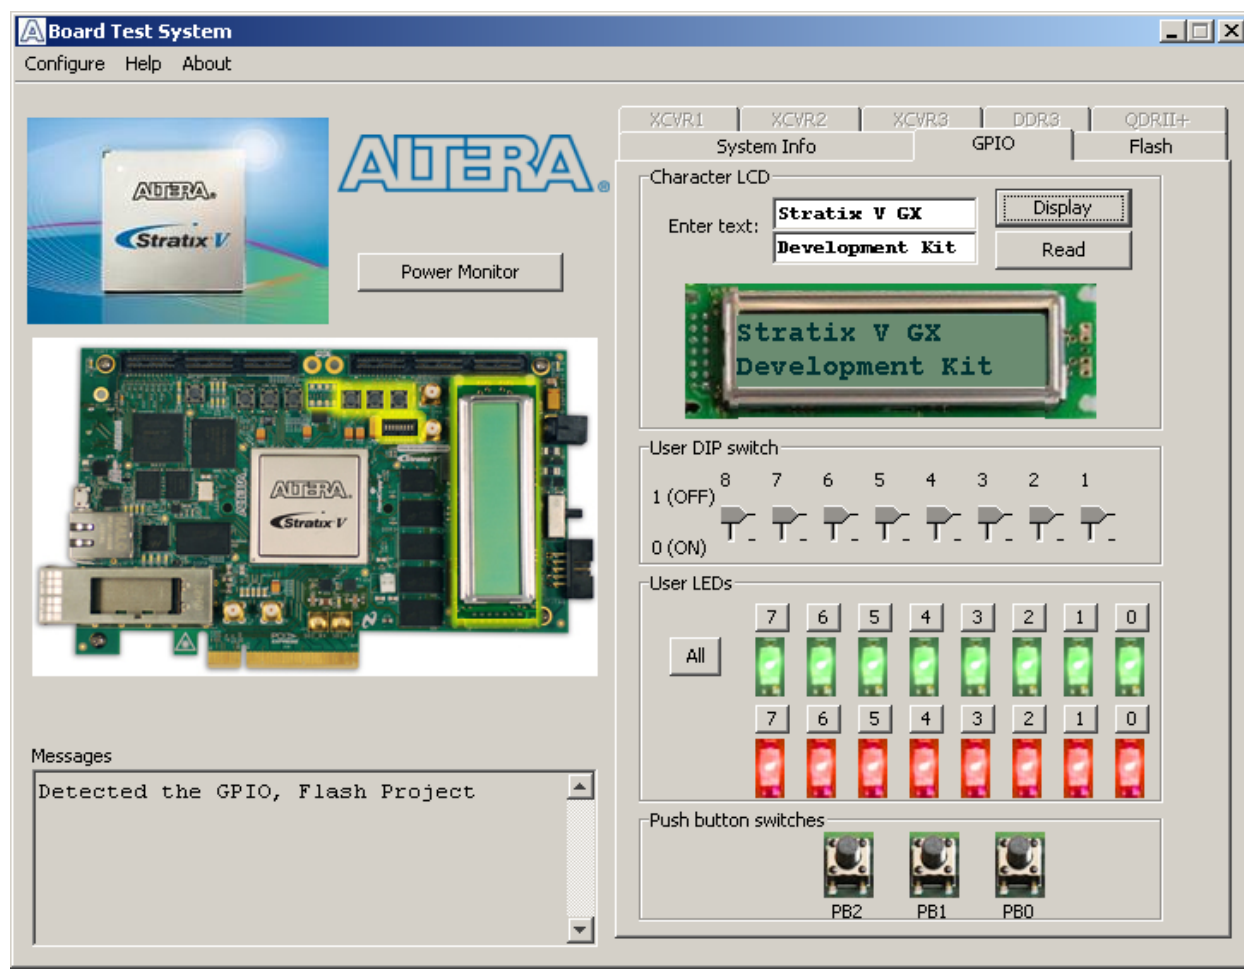 Board Test System
Configure Help About
ALTERA®
ALTERA®
Stratix V
Power Monitor
ALTERA
Stratix V
Messages
Detected the GPIO, Flash Project
XCVR1 XCVR2 XCVR3 DDR3 QDRII+
System Info GPIO Flash
Character LCD
Enter text:
Stratix V GX
Development Kit
Display
Read
Stratix V GX
Development Kit
User DIP switch
8 7 6 5 4 3 2 1
1 (OFF)
0 (ON)
User LEDs
7 6 5 4 3 2 1 0
All
7 6 5 4 3 2 1 0
Push button switches
PB2 PB1 PB0